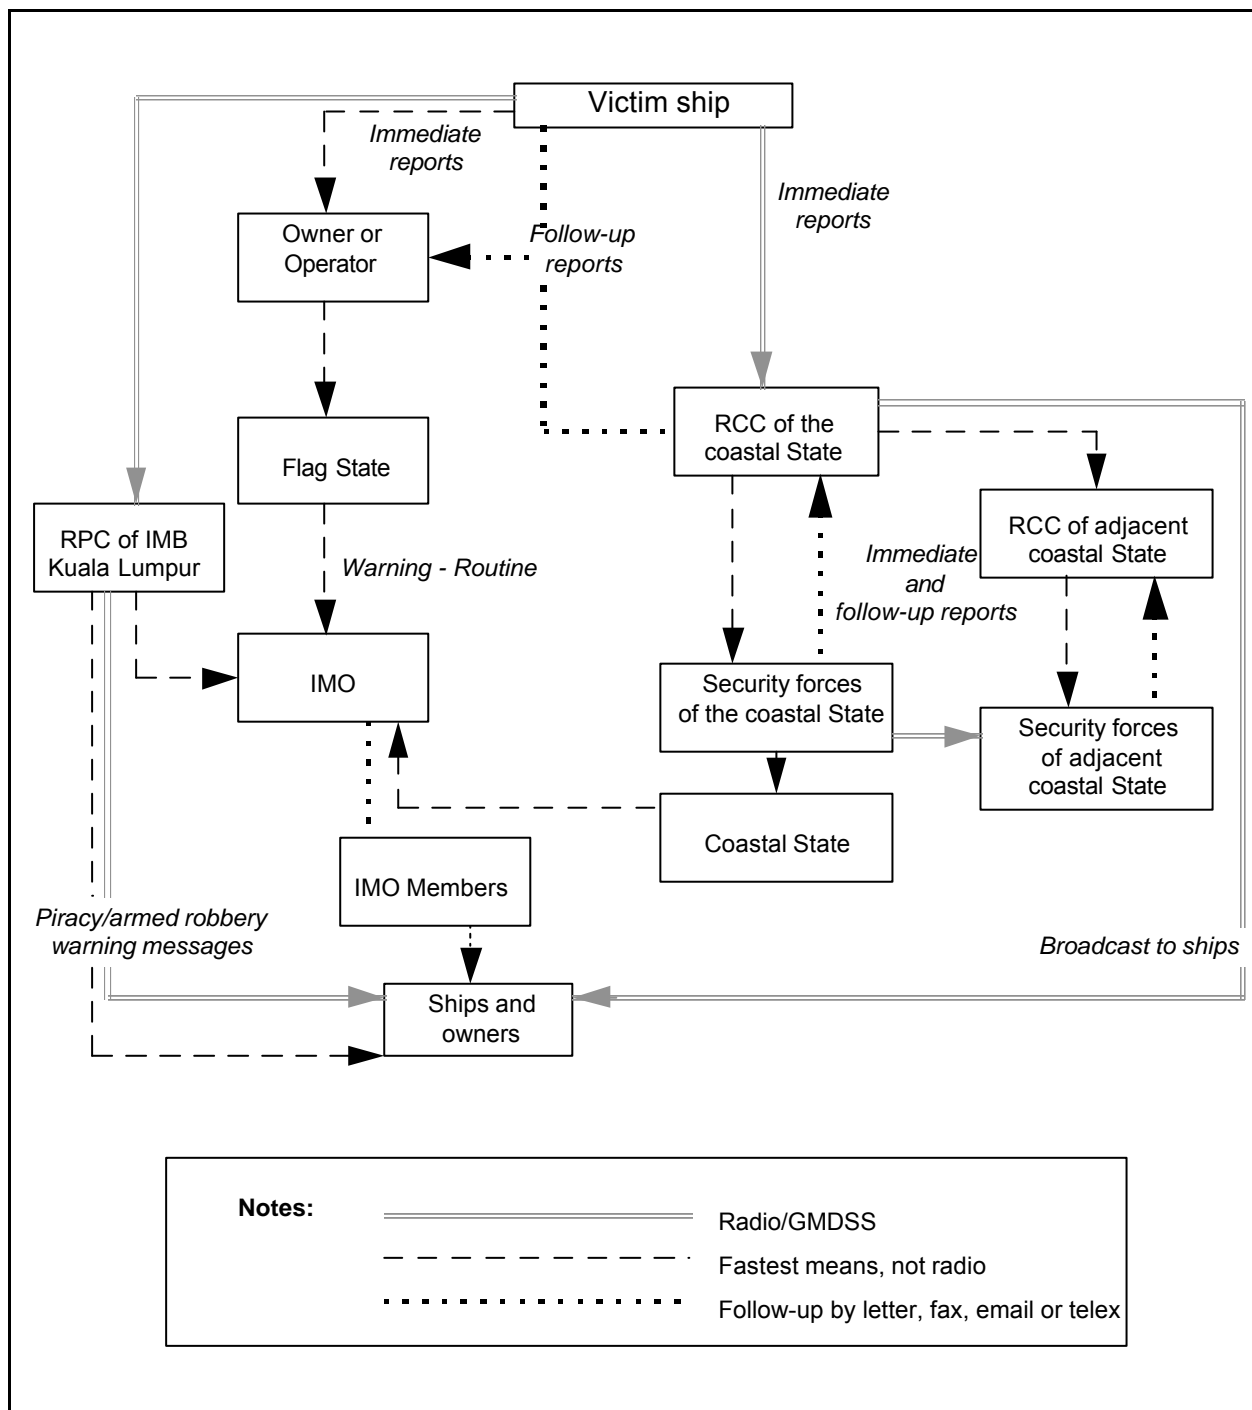 Victim ship
Immediate
reports
Immediate
reports
Owner or
Operator
Follow-up
reports
RCC of the
coastal State
Flag State
RPC of IMB
Kuala Lumpur
RCC of adjacent
coastal State
Warning - Routine
Immediate
and
follow-up reports
IMO
Security forces
of the coastal State
Security forces
of adjacent
coastal State
Coastal State
IMO Members
Piracy/armed robbery
warning messages
Broadcast to ships
Ships and
owners
Notes:
Radio/GMDSS
Fastest means, not radio
Follow-up by letter, fax, email or telex